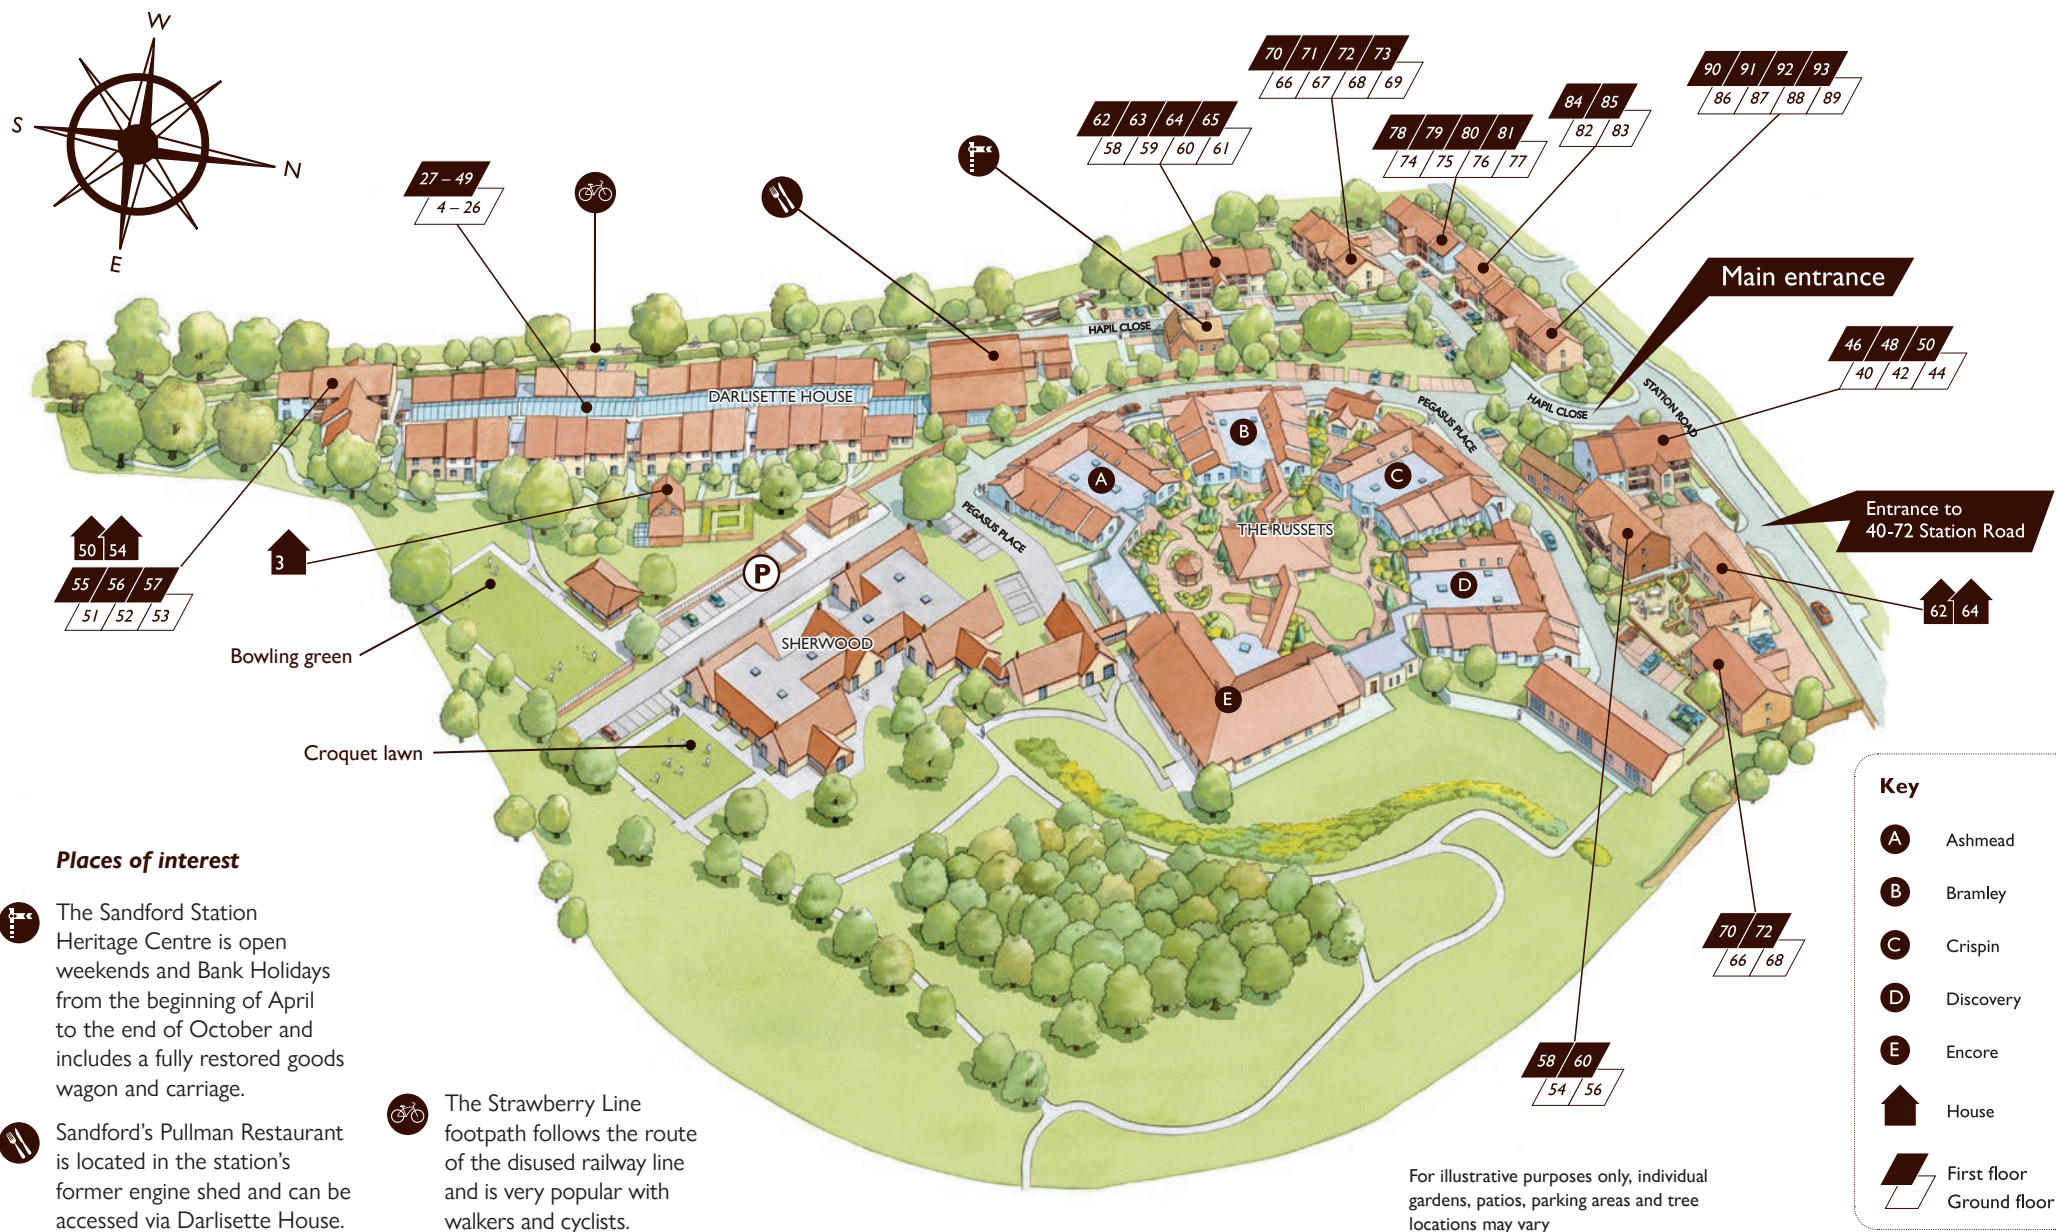 W
S
N
E
27 – 49
4 – 26
62 63 64 65
58 59 60 61
70 71 72 73
66 67 68 69
78 79 80 81
74 75 76 77
84 85
82 83
90 91 92 93
86 87 88 89
Main entrance
HAPIL CLOSE
DARLISETTE HOUSE
PEGASUS PLACE
HAPIL CLOSE
STATION ROAD
46 48 50
40 42 44
B
A
C
THE RUSSETS
PEGASUS PLACE
D
E
Entrance to
40-72 Station Road
62 64
50 54
55 56 57
51 52 53
3
P
SHERWOOD
Bowling green
Croquet lawn
70 72
66 68
58 60
54 56
Places of interest
The Sandford Station
Heritage Centre is open
weekends and Bank Holidays
from the beginning of April
to the end of October and
includes a fully restored goods
wagon and carriage.
Sandford’s Pullman Restaurant
is located in the station’s
former engine shed and can be
accessed via Darlisette House.
The Strawberry Line
footpath follows the route
of the disused railway line
and is very popular with
walkers and cyclists.
For illustrative purposes only, individual
gardens, patios, parking areas and tree
locations may vary
Key
A Ashmead
B Bramley
C Crispin
D Discovery
E Encore
House
First floor
Ground floor